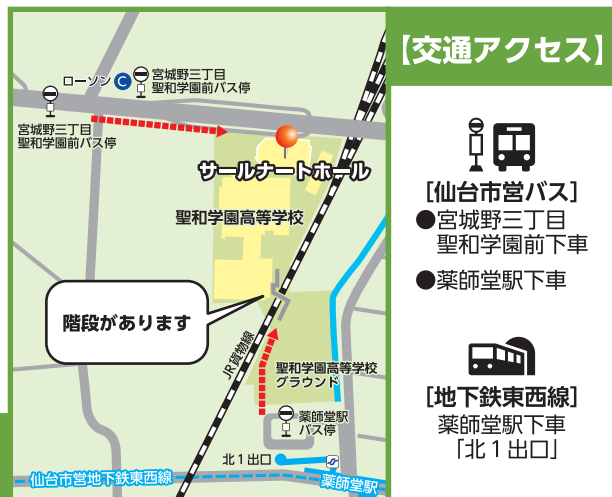 【交通アクセス】
ローソン
C
宮城野三丁目
聖和学園前バス停
宮城野三丁目
聖和学園前バス停
サールナートホール
聖和学園高等学校
階段があります
JR貨物線
聖和学園高等学校
グラウンド
薬師堂駅
バス停
北1出口
仙台市営地下鉄東西線
薬師堂駅
[仙台市営バス]
●宮城野三丁目
聖和学園前下車
●薬師堂駅下車
[地下鉄東西線]
薬師堂駅下車
「北1出口」